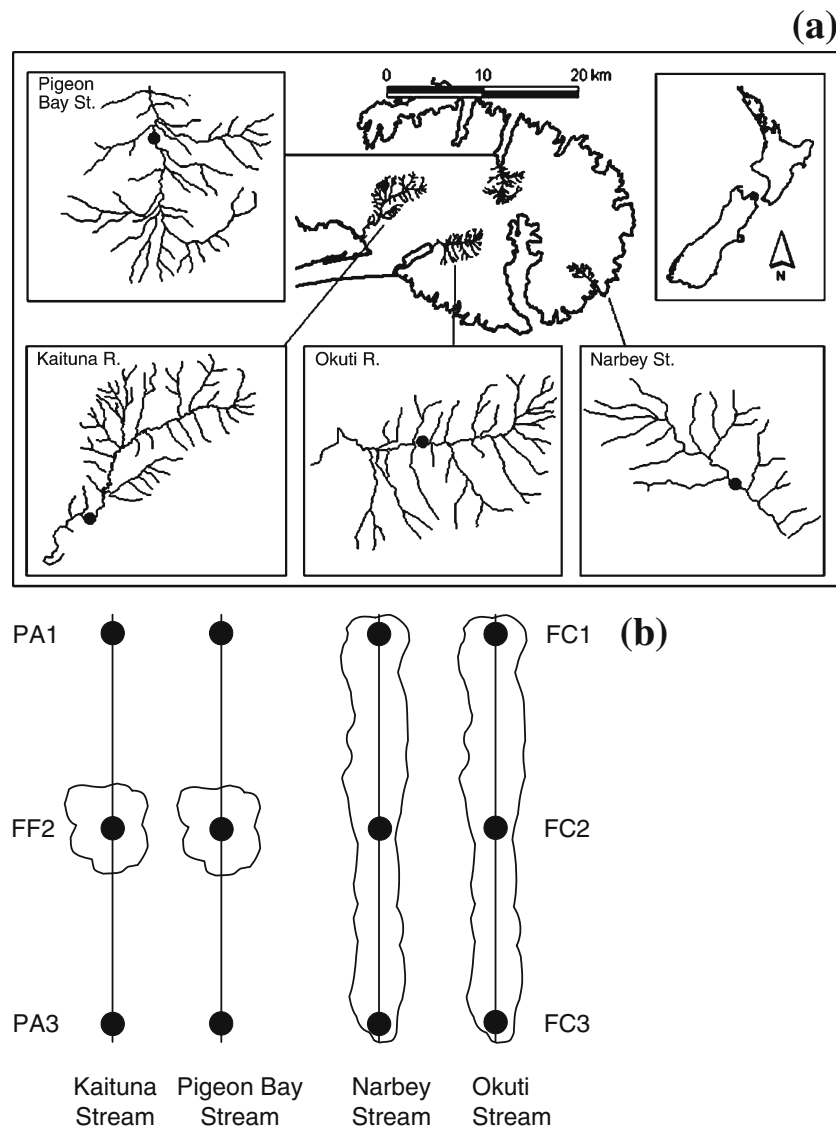 (a)
Pigeon
Bay St.
0 10 20 km
N
Kaituna R.
Okuti R.
Narbey St.
(b)
PA1
FC1
FF2
FC2
PA3
FC3
Kaituna
Stream
Pigeon Bay
Stream
Narbey
Stream
Okuti
Stream